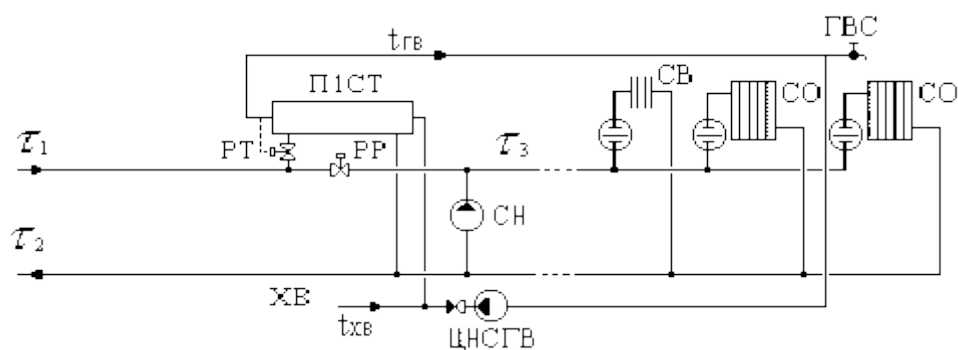 ГВС
tГВ
СВ
П1СТ
СО
СО
τ1
РТ
РР
τ3
СН
τ2
ХВ
tХВ
ЦНСГВ